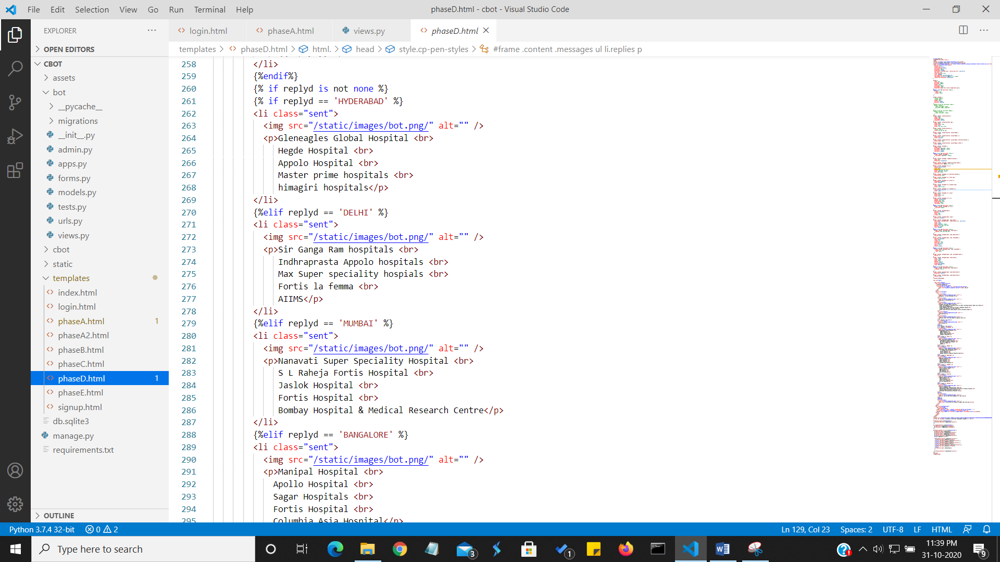 File Edit Selection View Go Run Terminal Help
phaseD.html - cbot - Visual Studio Code
EXPLORER
OPEN EDITORS
CBOT
assets
bot
__pycache__
migrations
__init__.py
admin.py
apps.py
forms.py
models.py
tests.py
urls.py
views.py
cbot
static
templates
index.html
login.html
phaseA.html 1
phaseA2.html
phaseB.html
phaseC.html
phaseD.html 1
phaseE.html
signup.html
db.sqlite3
manage.py
requirements.txt
OUTLINE
login.html phaseA.html views.py phaseD.html
templates > phaseD.html > html. > head > style.cp-pen-styles > #frame .content .messages ul li.replies p
258 </li>
259 {%endif%}
260 {% if replyd is not none %}
261 {% if replyd == 'HYDERABAD' %}
262 <li class="sent">
263 <img src="/static/images/bot.png/" alt="" />
264 <p>Gleneagles Global Hospital <br>
265 Hegde Hospital <br>
266 Appolo Hospital <br>
267 Master prime hospitals <br>
268 himagiri hospitals</p>
269 </li>
270 {%elif replyd == 'DELHI' %}
271 <li class="sent">
272 <img src="/static/images/bot.png/" alt="" />
273 <p>Sir Ganga Ram hospitals <br>
274 Indhraprasta Appolo hospitals <br>
275 Max Super speciality hospials <br>
276 Fortis la femma <br>
277 AIIMS</p>
278 </li>
279 {%elif replyd == 'MUMBAI' %}
280 <li class="sent">
281 <img src="/static/images/bot.png/" alt="" />
282 <p>Nanavati Super Speciality Hospital <br>
283 S L Raheja Fortis Hospital <br>
284 Jaslok Hospital <br>
285 Fortis Hospital <br>
286 Bombay Hospital & Medical Research Centre</p>
287 </li>
288 {%elif replyd == 'BANGALORE' %}
289 <li class="sent">
290 <img src="/static/images/bot.png/" alt="" />
291 <p>Manipal Hospital <br>
292 Apollo Hospital <br>
293 Sagar Hospitals <br>
294 Fortis Hospital <br>
295 Columbia Asia Hospital</p>
Python 3.7.4 32-bit 0 2 Ln 129, Col 23 Spaces: 2 UTF-8 LF HTML
Type here to search
3
1
11:39 PM
31-10-2020
9